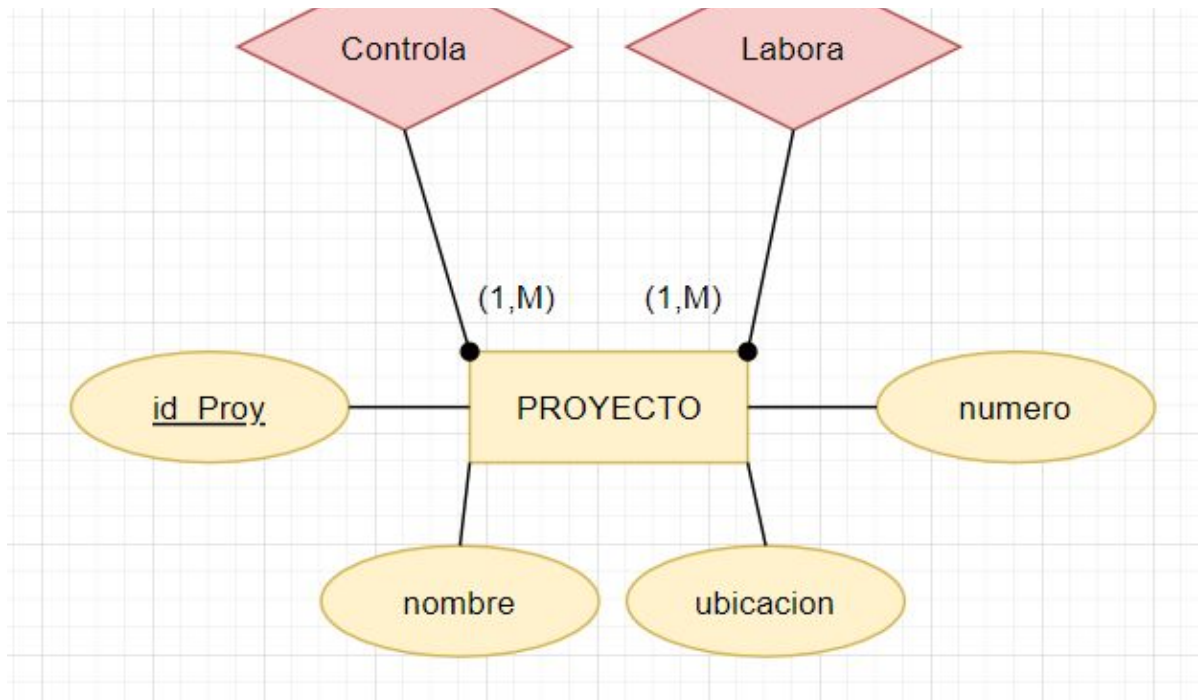 Controla
Labora
(1,M)
(1,M)
id_Proy
PROYECTO
numero
nombre
ubicacion